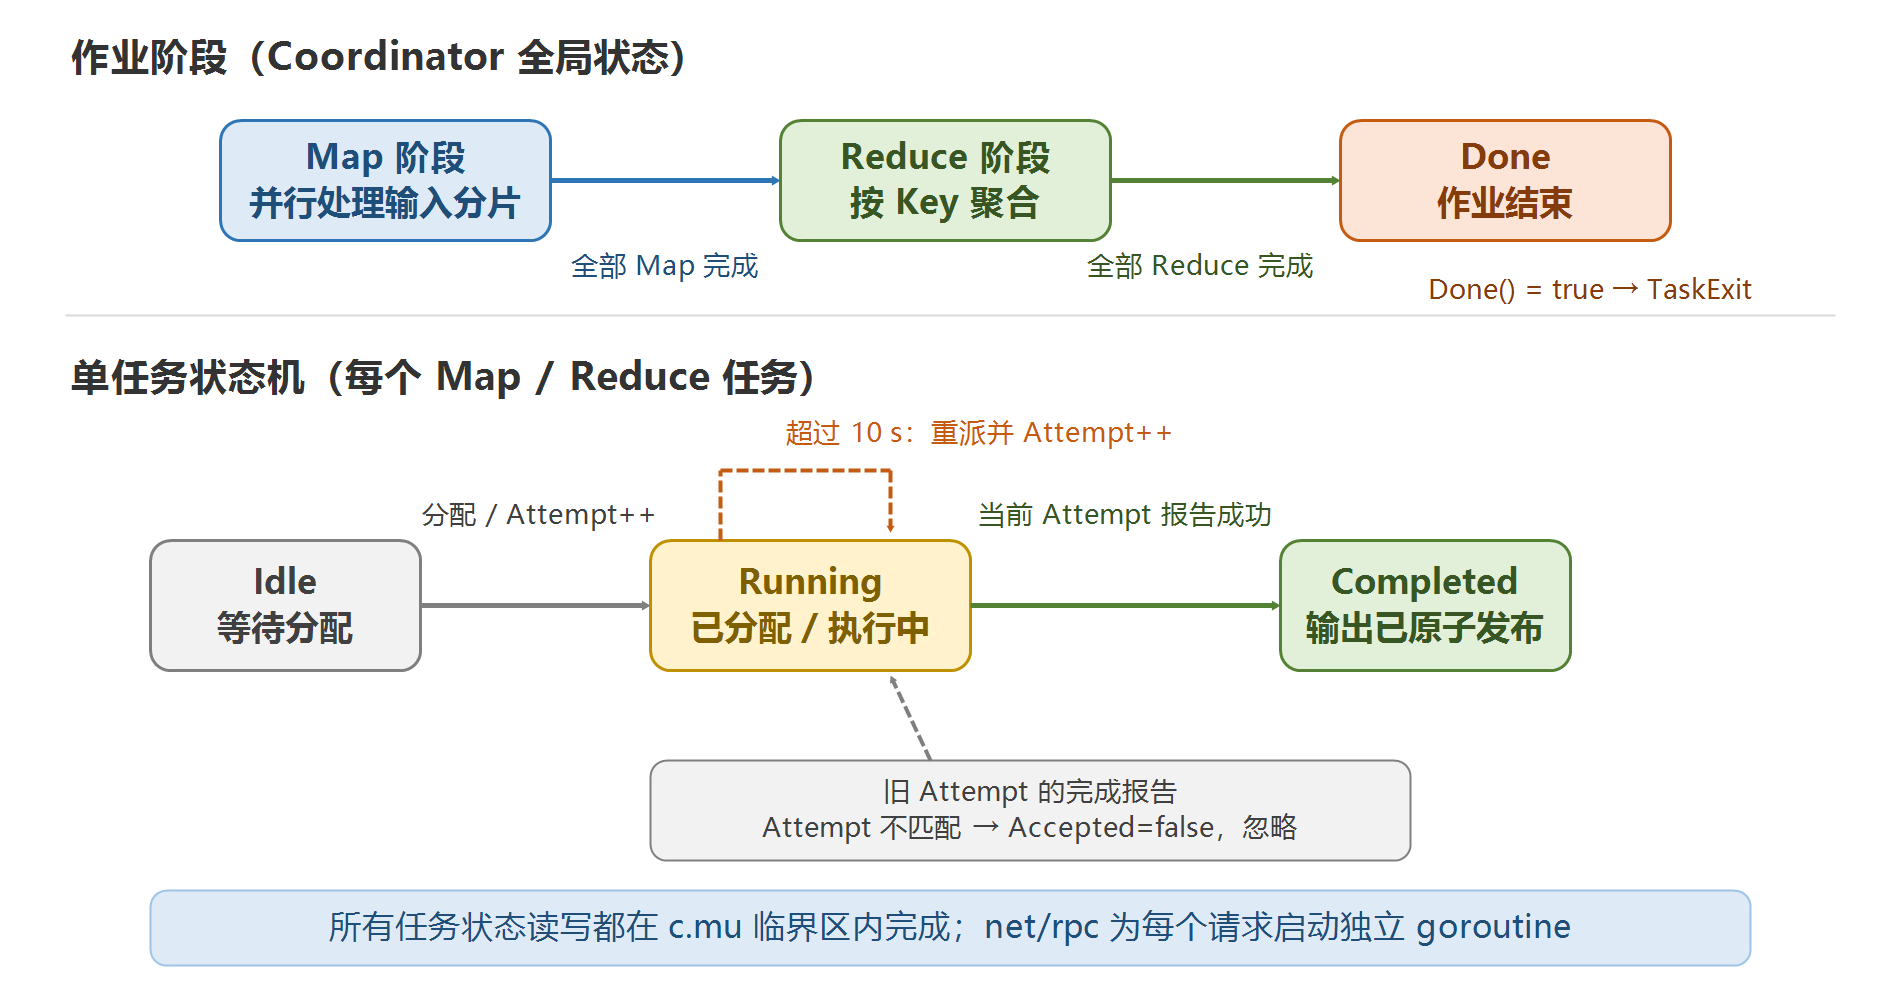 作业阶段（Coordinator 全局状态）
Map 阶段
并行处理输入分片
Reduce 阶段
按 Key 聚合
Done
作业结束
全部 Map 完成
全部 Reduce 完成
Done() = true → TaskExit
单任务状态机（每个 Map / Reduce 任务）
超过 10 s：重派并 Attempt++
分配 / Attempt++
当前 Attempt 报告成功
Idle
等待分配
Running
已分配 / 执行中
Completed
输出已原子发布
旧 Attempt 的完成报告
Attempt 不匹配 → Accepted=false，忽略
所有任务状态读写都在 c.mu 临界区内完成；net/rpc 为每个请求启动独立 goroutine